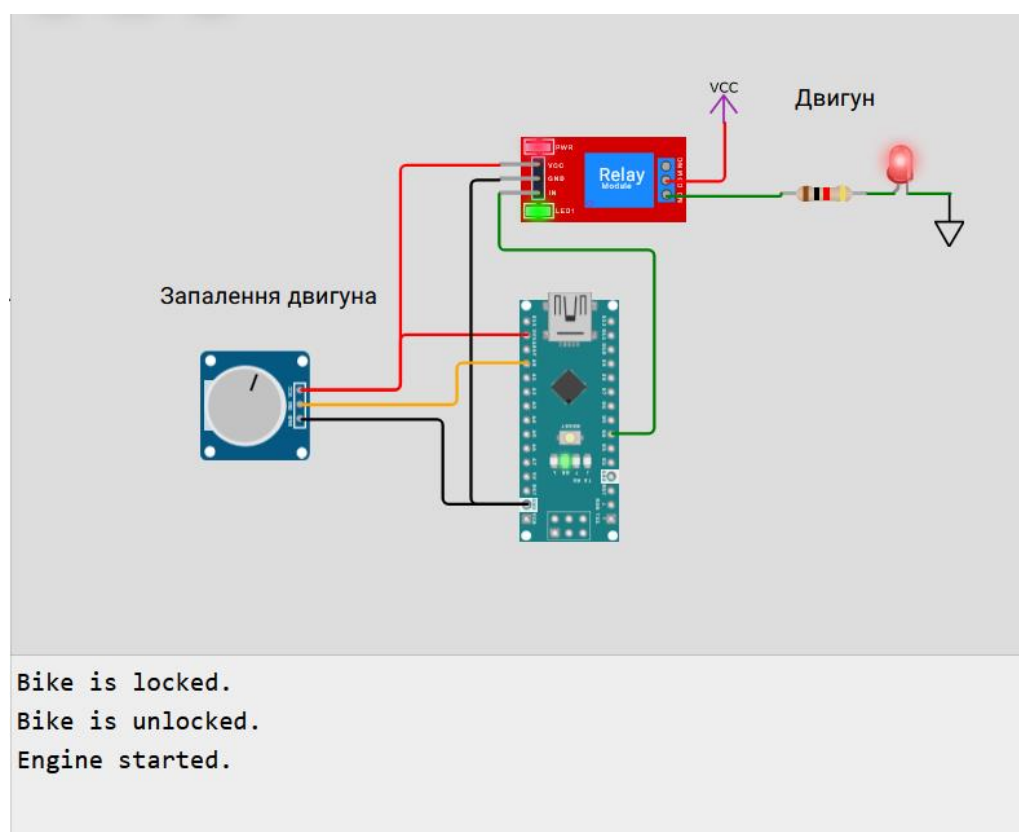 VCC
Двигун
PWR
VCC
GND
IN
Relay
Module
LED1
Запалення двигуна
RESET
Bike is locked.
Bike is unlocked.
Engine started.